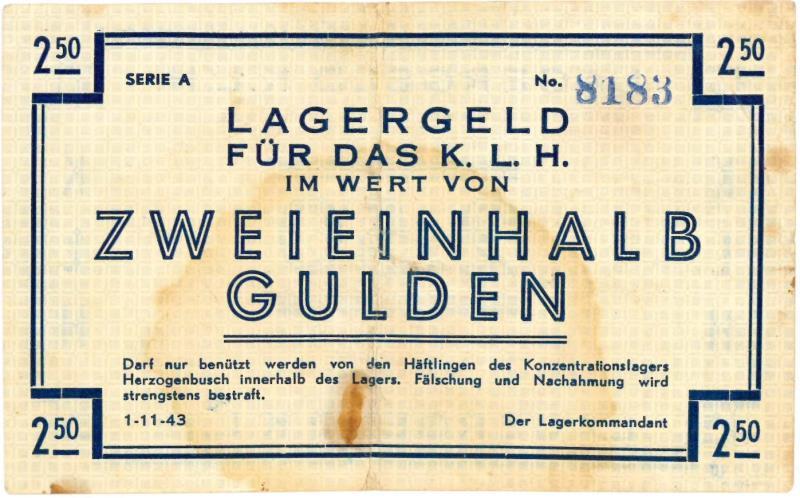 2 50
2 50
SERIE A
No. 8183
LAGERGELD
FÜR DAS K. L. H.
IM WERT VON
ZWEIEINHALB
GULDEN
Darf nur benützt werden von den Häftlingen des Konzentrationslagers
Herzogenbusch innerhalb des Lagers. Fälschung und Nachahmung wird
strengstens bestraft.
1-11-43
Der Lagerkommandant
2 50
2 50